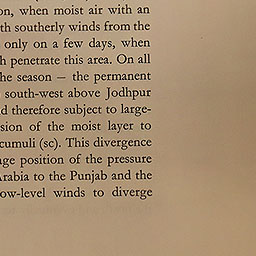 on, when moist air with an
th southerly winds from the
only on a few days, when
h penetrate this area. On all
he season — the permanent
south-west above Jodhpur
d therefore subject to large-
sion of the moist layer to
cumuli (sc). This divergence
age position of the pressure
Arabia to the Punjab and the
ow-level winds to diverge